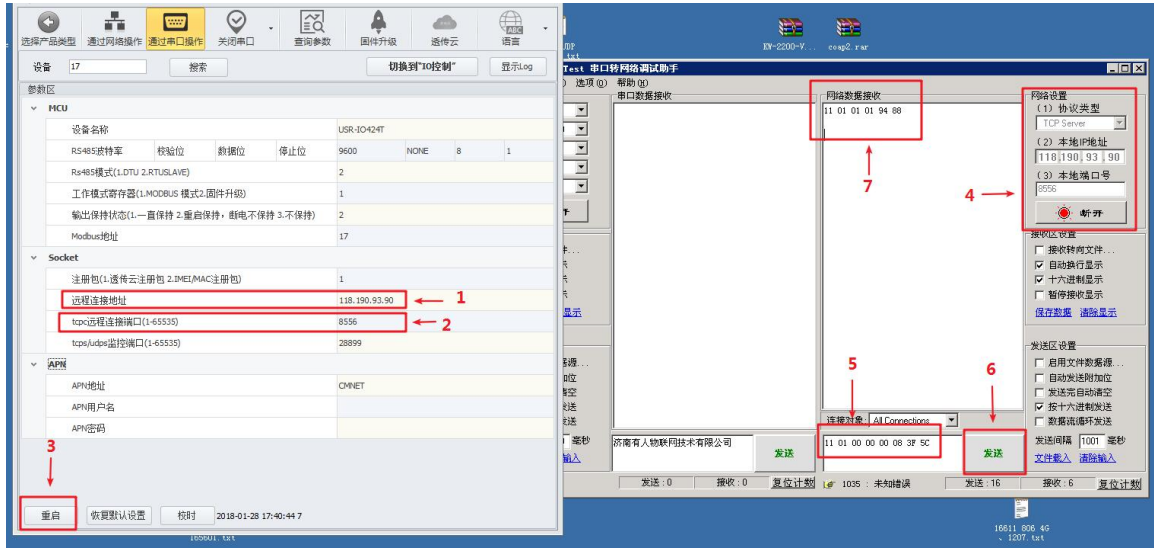 选择产品类型 通过网络操作 通过串口操作 关闭串口 查询参数 固件升级 透传云 语言
ABC
设备 17 搜索 切换到"IO控制" 显示Log
参数区
MCU
设备名称 USR-IO424T
RS485波特率 校验位 数据位 停止位 9600 NONE 8 1
Rs485模式(1.DTU 2.RTUSLAVE) 2
工作模式寄存器(1.MODBUS 模式2.固件升级) 1
输出保持状态(1.一直保持 2.重启保持，断电不保持 3.不保持) 2
Modbus地址 17
Socket
注册包(1.透传云注册包 2.IMEI/MAC注册包) 1
远程连接地址 118.190.93.90 1
tcpc远程连接端口(1-65535) 8556 2
tcps/udps监控端口(1-65535) 28899
APN
APN地址 CMNET
APN用户名
APN密码
3
重启 恢复默认设置 校时 2018-01-28 17:40:44 7
165601.txt
UDP
.txt
KW-2200-V... coap2.rar
Test 串口转网络调试助手
选项(O) 帮助(H)
串口数据接收
网络数据接收
11 01 01 01 94 88
7
网络设置
(1) 协议类型
TCP Server
(2) 本地IP地址
118.190.93.90
(3) 本地端口号
8556
断开
4
接收区设置
接收转向文件...
自动换行显示
十六进制显示
暂停接收显示
保存数据 清除显示
发送区设置
启用文件数据源...
自动发送附加位
发送完自动清空
按十六进制发送
数据流循环发送
发送间隔 1001 毫秒
文件载入 清除输入
5
6
连接对象: All Connections
毫秒
济南有人物联网技术有限公司 发送
11 01 00 00 00 08 3F 5C 发送
发送:0 接收:0 复位计数 1035 : 未知错误 发送:16 接收:6 复位计数
16611 806 4G
、1207.txt